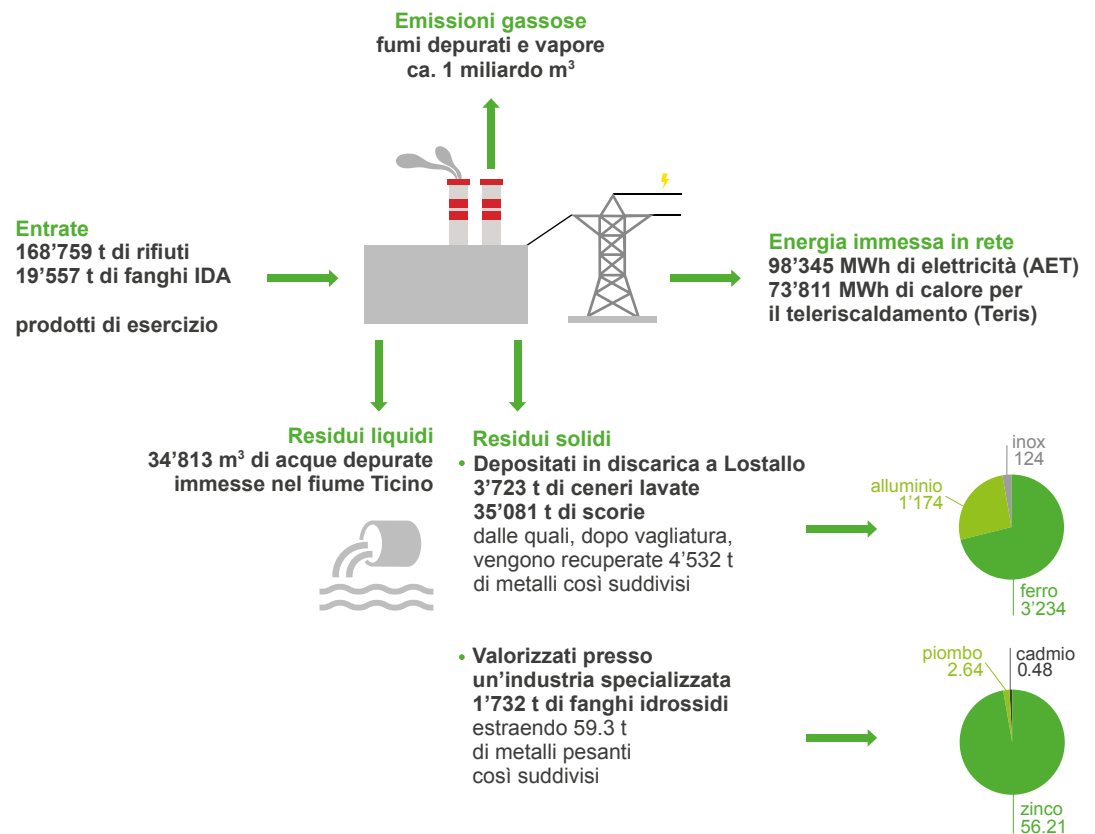 Emissioni gassose
fumi depurati e vapore
ca. 1 miliardo m³
Entrate
168’759 t di rifiuti
19’557 t di fanghi IDA
prodotti di esercizio
Energia immessa in rete
98’345 MWh di elettricità (AET)
73’811 MWh di calore per
il teleriscaldamento (Teris)
Residui liquidi
34’813 m³ di acque depurate
immesse nel fiume Ticino
Residui solidi
• Depositati in discarica a Lostallo
3’723 t di ceneri lavate
35’081 t di scorie
dalle quali, dopo vagliatura,
vengono recuperate 4’532 t
di metalli così suddivisi
inox
124
alluminio
1’174
ferro
3’234
• Valorizzati presso
un’industria specializzata
1’732 t di fanghi idrossidi
estraendo 59.3 t
di metalli pesanti
così suddivisi
piombo
2.64
cadmio
0.48
zinco
56.21